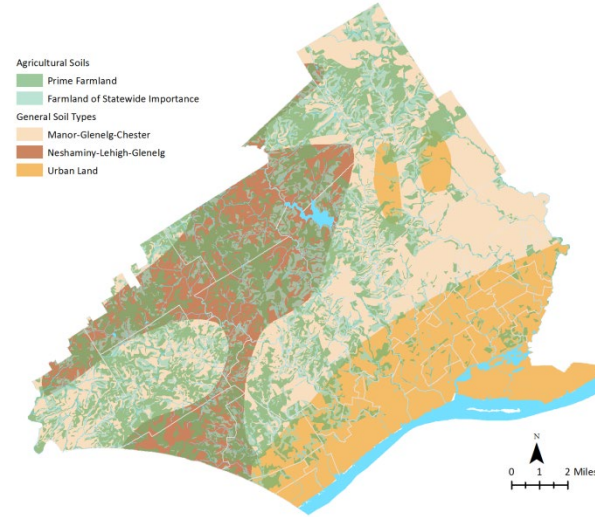 Agricultural Soils
Prime Farmland
Farmland of Statewide Importance
General Soil Types
Manor-Glenelg-Chester
Neshaminy-Lehigh-Glenelg
Urban Land
N
0 1 2 Miles